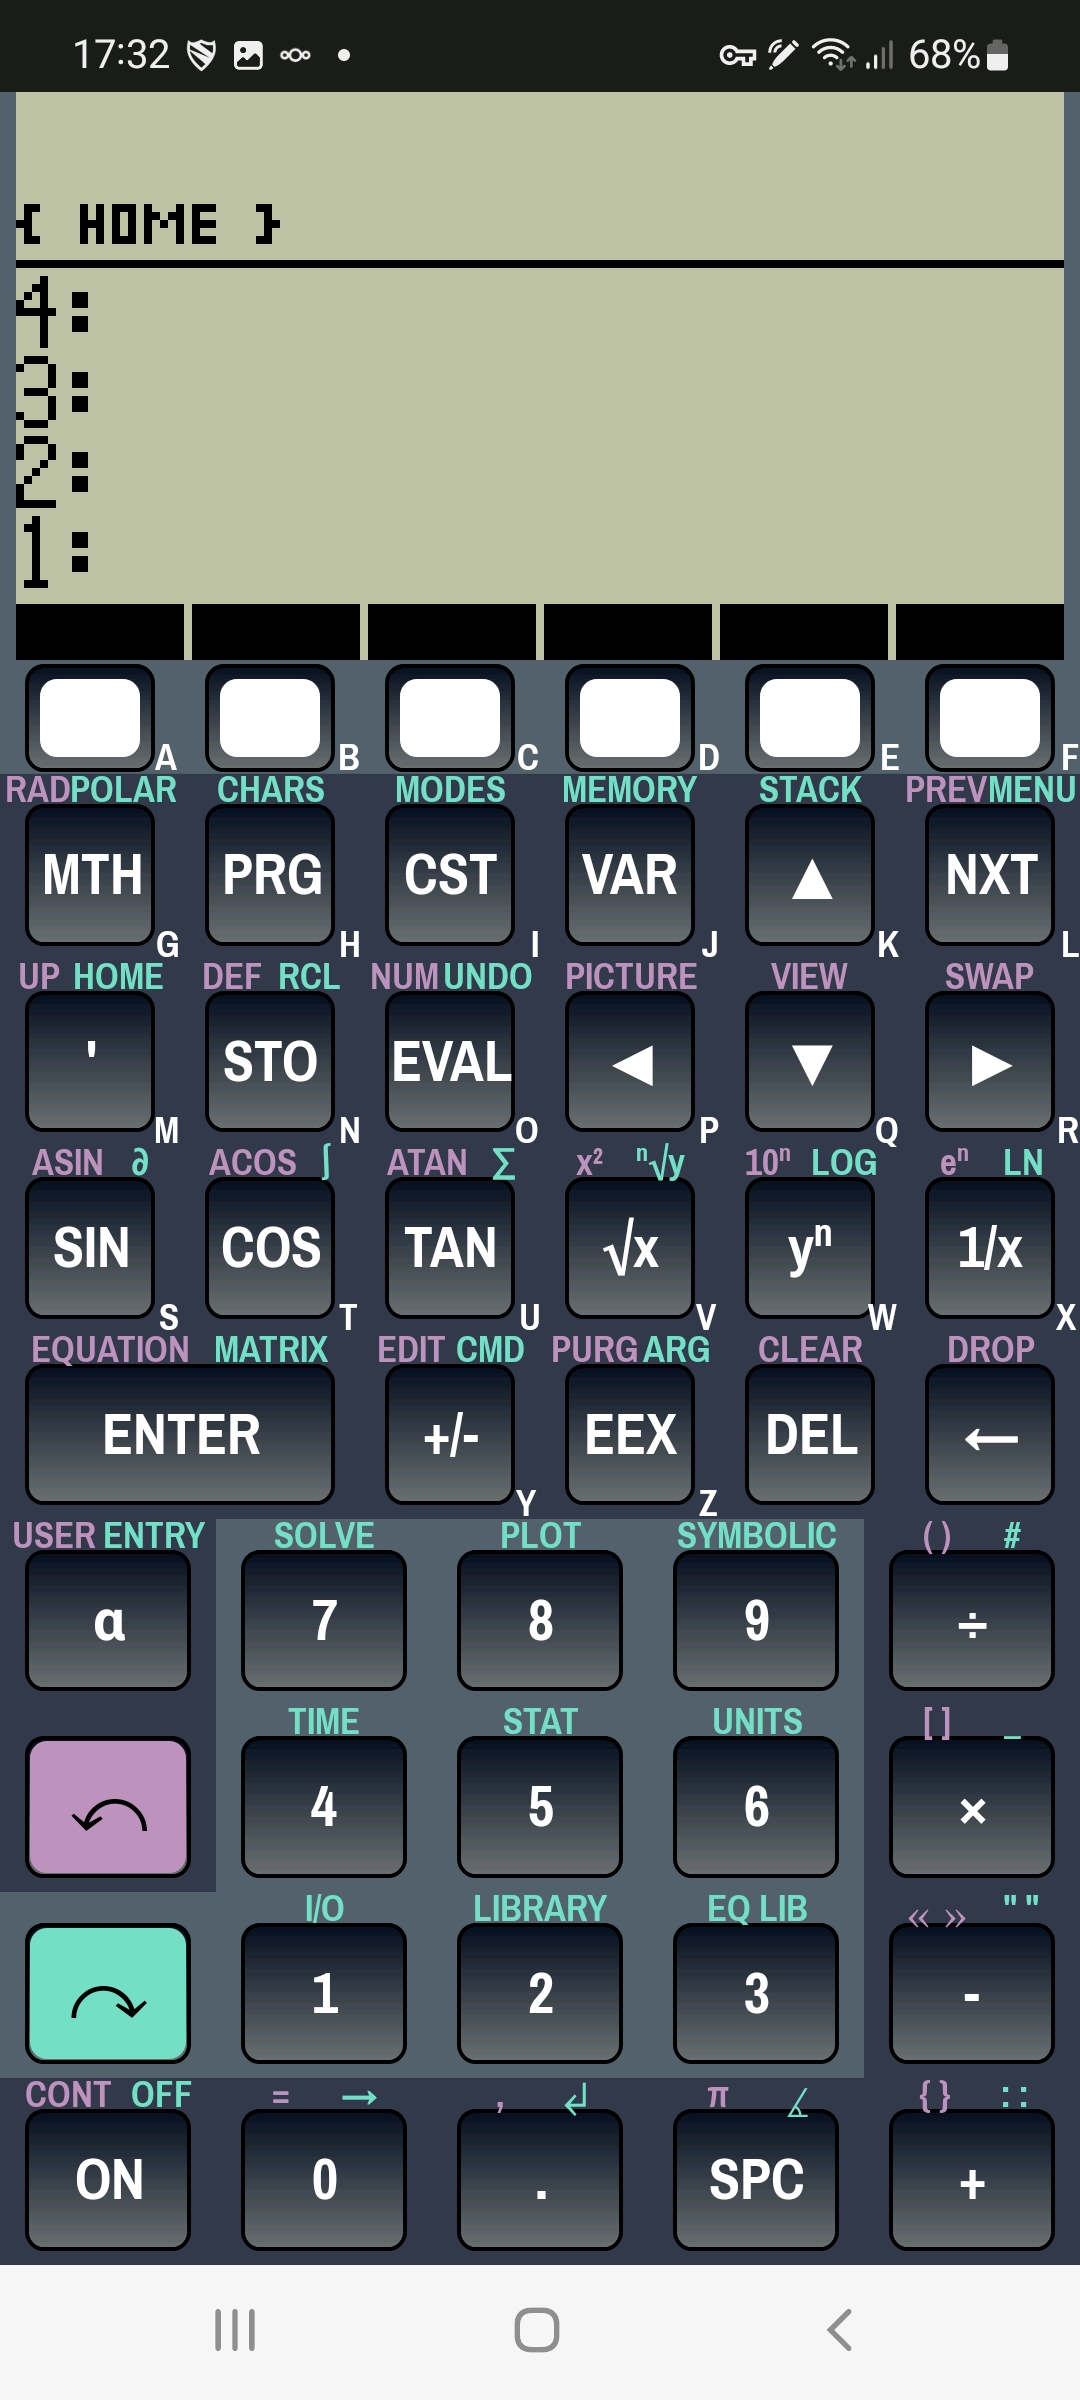 17:32 68%
{ HOME }
4:
3:
2:
1:
A B C D E F
RAD POLAR CHARS MODES MEMORY STACK PREV MENU
MTH PRG CST VAR ▲ NXT
G H I J K L
UP HOME DEF RCL NUM UNDO PICTURE VIEW SWAP
' STO EVAL ◀ ▼ ▶
M N O P Q R
ASIN ∂ ACOS ∫ ATAN ∑ x² ⁿ√y 10ⁿ LOG eⁿ LN
SIN COS TAN √x yⁿ 1/x
S T U V W X
EQUATION MATRIX EDIT CMD PURG ARG CLEAR DROP
ENTER +/- EEX DEL ←
Y Z
USER ENTRY SOLVE PLOT SYMBOLIC ( ) #
α 7 8 9 ÷
TIME STAT UNITS [ ] _
4 5 6 ×
I/O LIBRARY EQ LIB « » " "
1 2 3 -
CONT OFF = → , ↲ π ∡ { } : :
ON 0 . SPC +